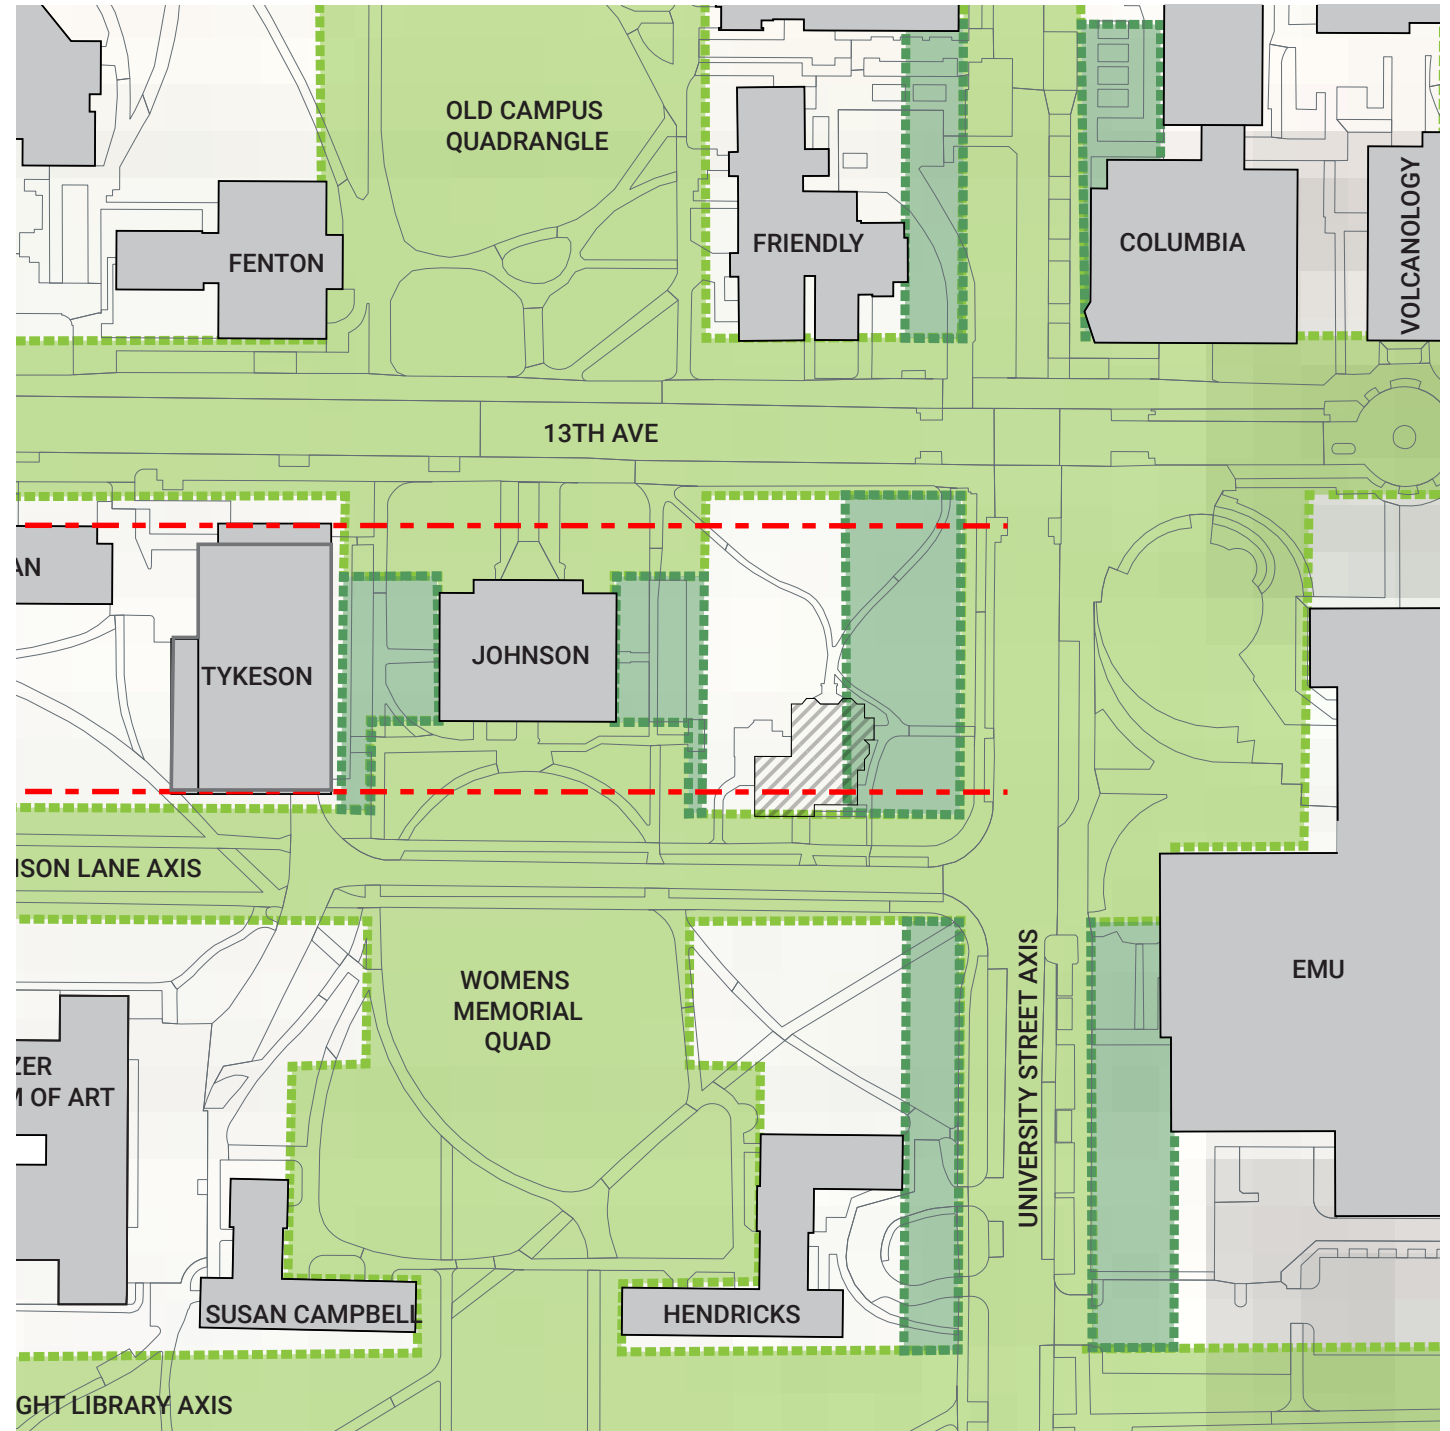 OLD CAMPUS
QUADRANGLE
FENTON
FRIENDLY
COLUMBIA
VOLCANOLOGY
13TH AVE
AN
TYKESON
JOHNSON
ISON LANE AXIS
WOMENS
MEMORIAL
QUAD
UNIVERSITY STREET AXIS
EMU
ZER
M OF ART
SUSAN CAMPBELL
HENDRICKS
GHT LIBRARY AXIS